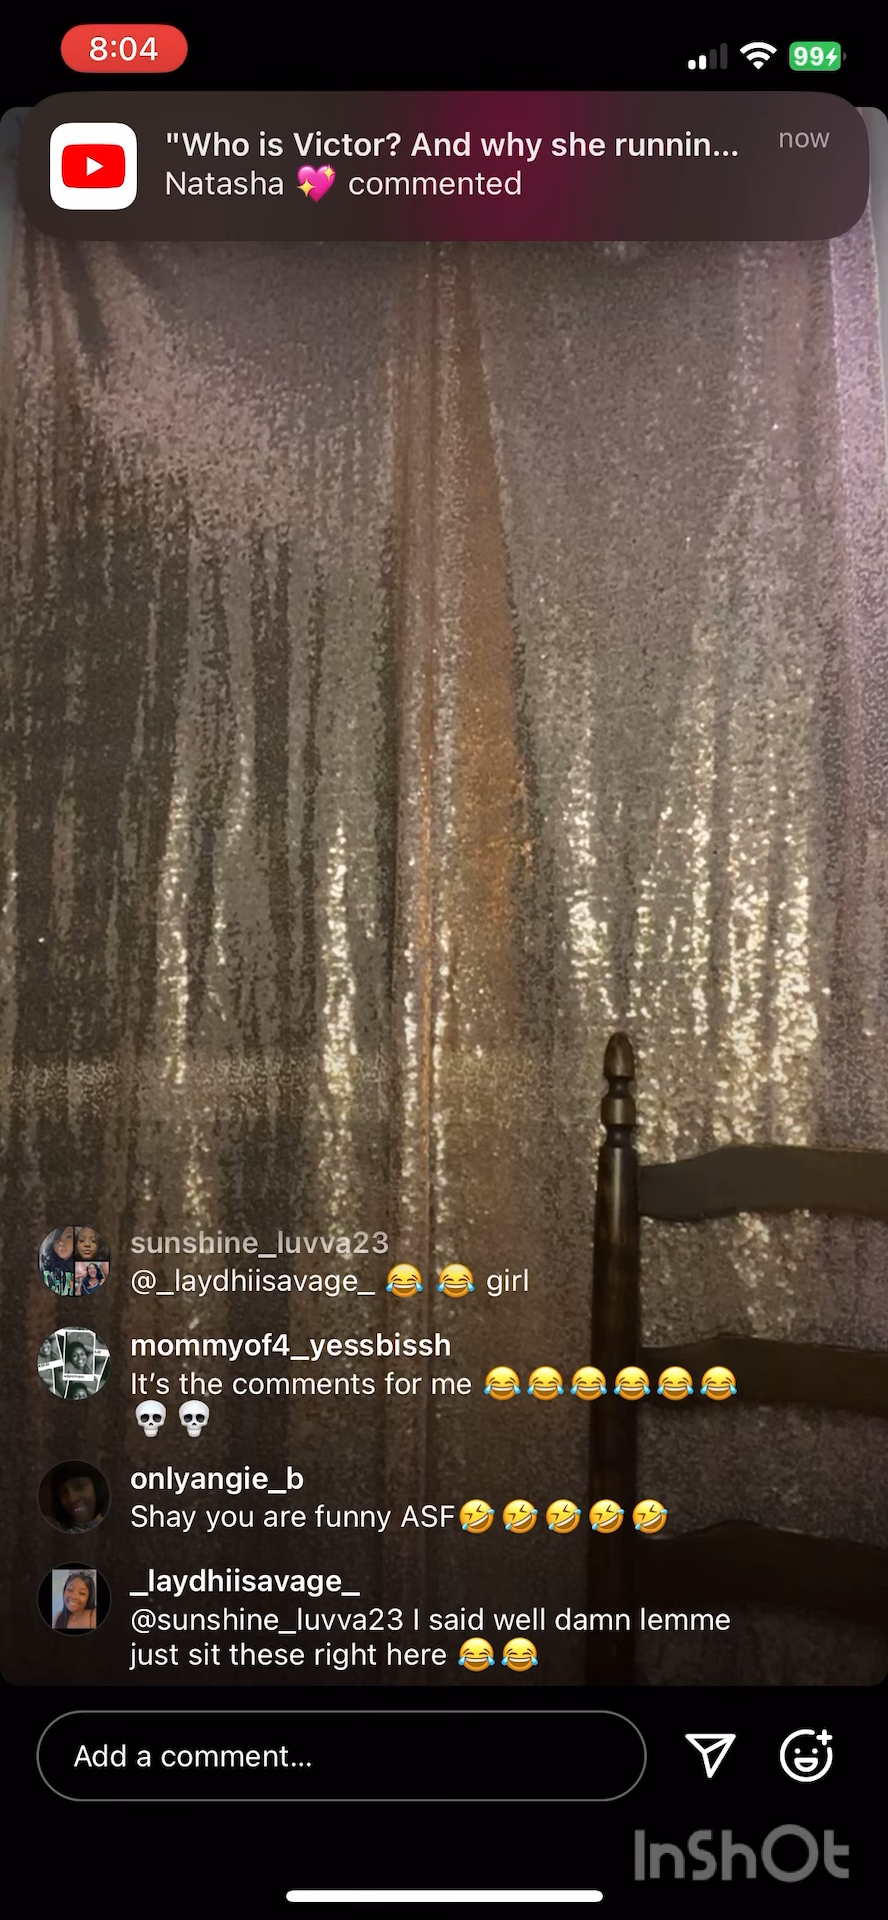 8:04
99
"Who is Victor? And why she runnin...
now
Natasha 💖 commented
sunshine_luvva23
@_laydhiisavage_ 😂 😂 girl
mommyof4_yessbissh
It’s the comments for me 😂😂😂😂😂😂
💀💀
onlyangie_b
Shay you are funny ASF🤣🤣🤣🤣🤣
_laydhiisavage_
@sunshine_luvva23 I said well damn lemme
just sit these right here 😂😂
Add a comment...
InShOt